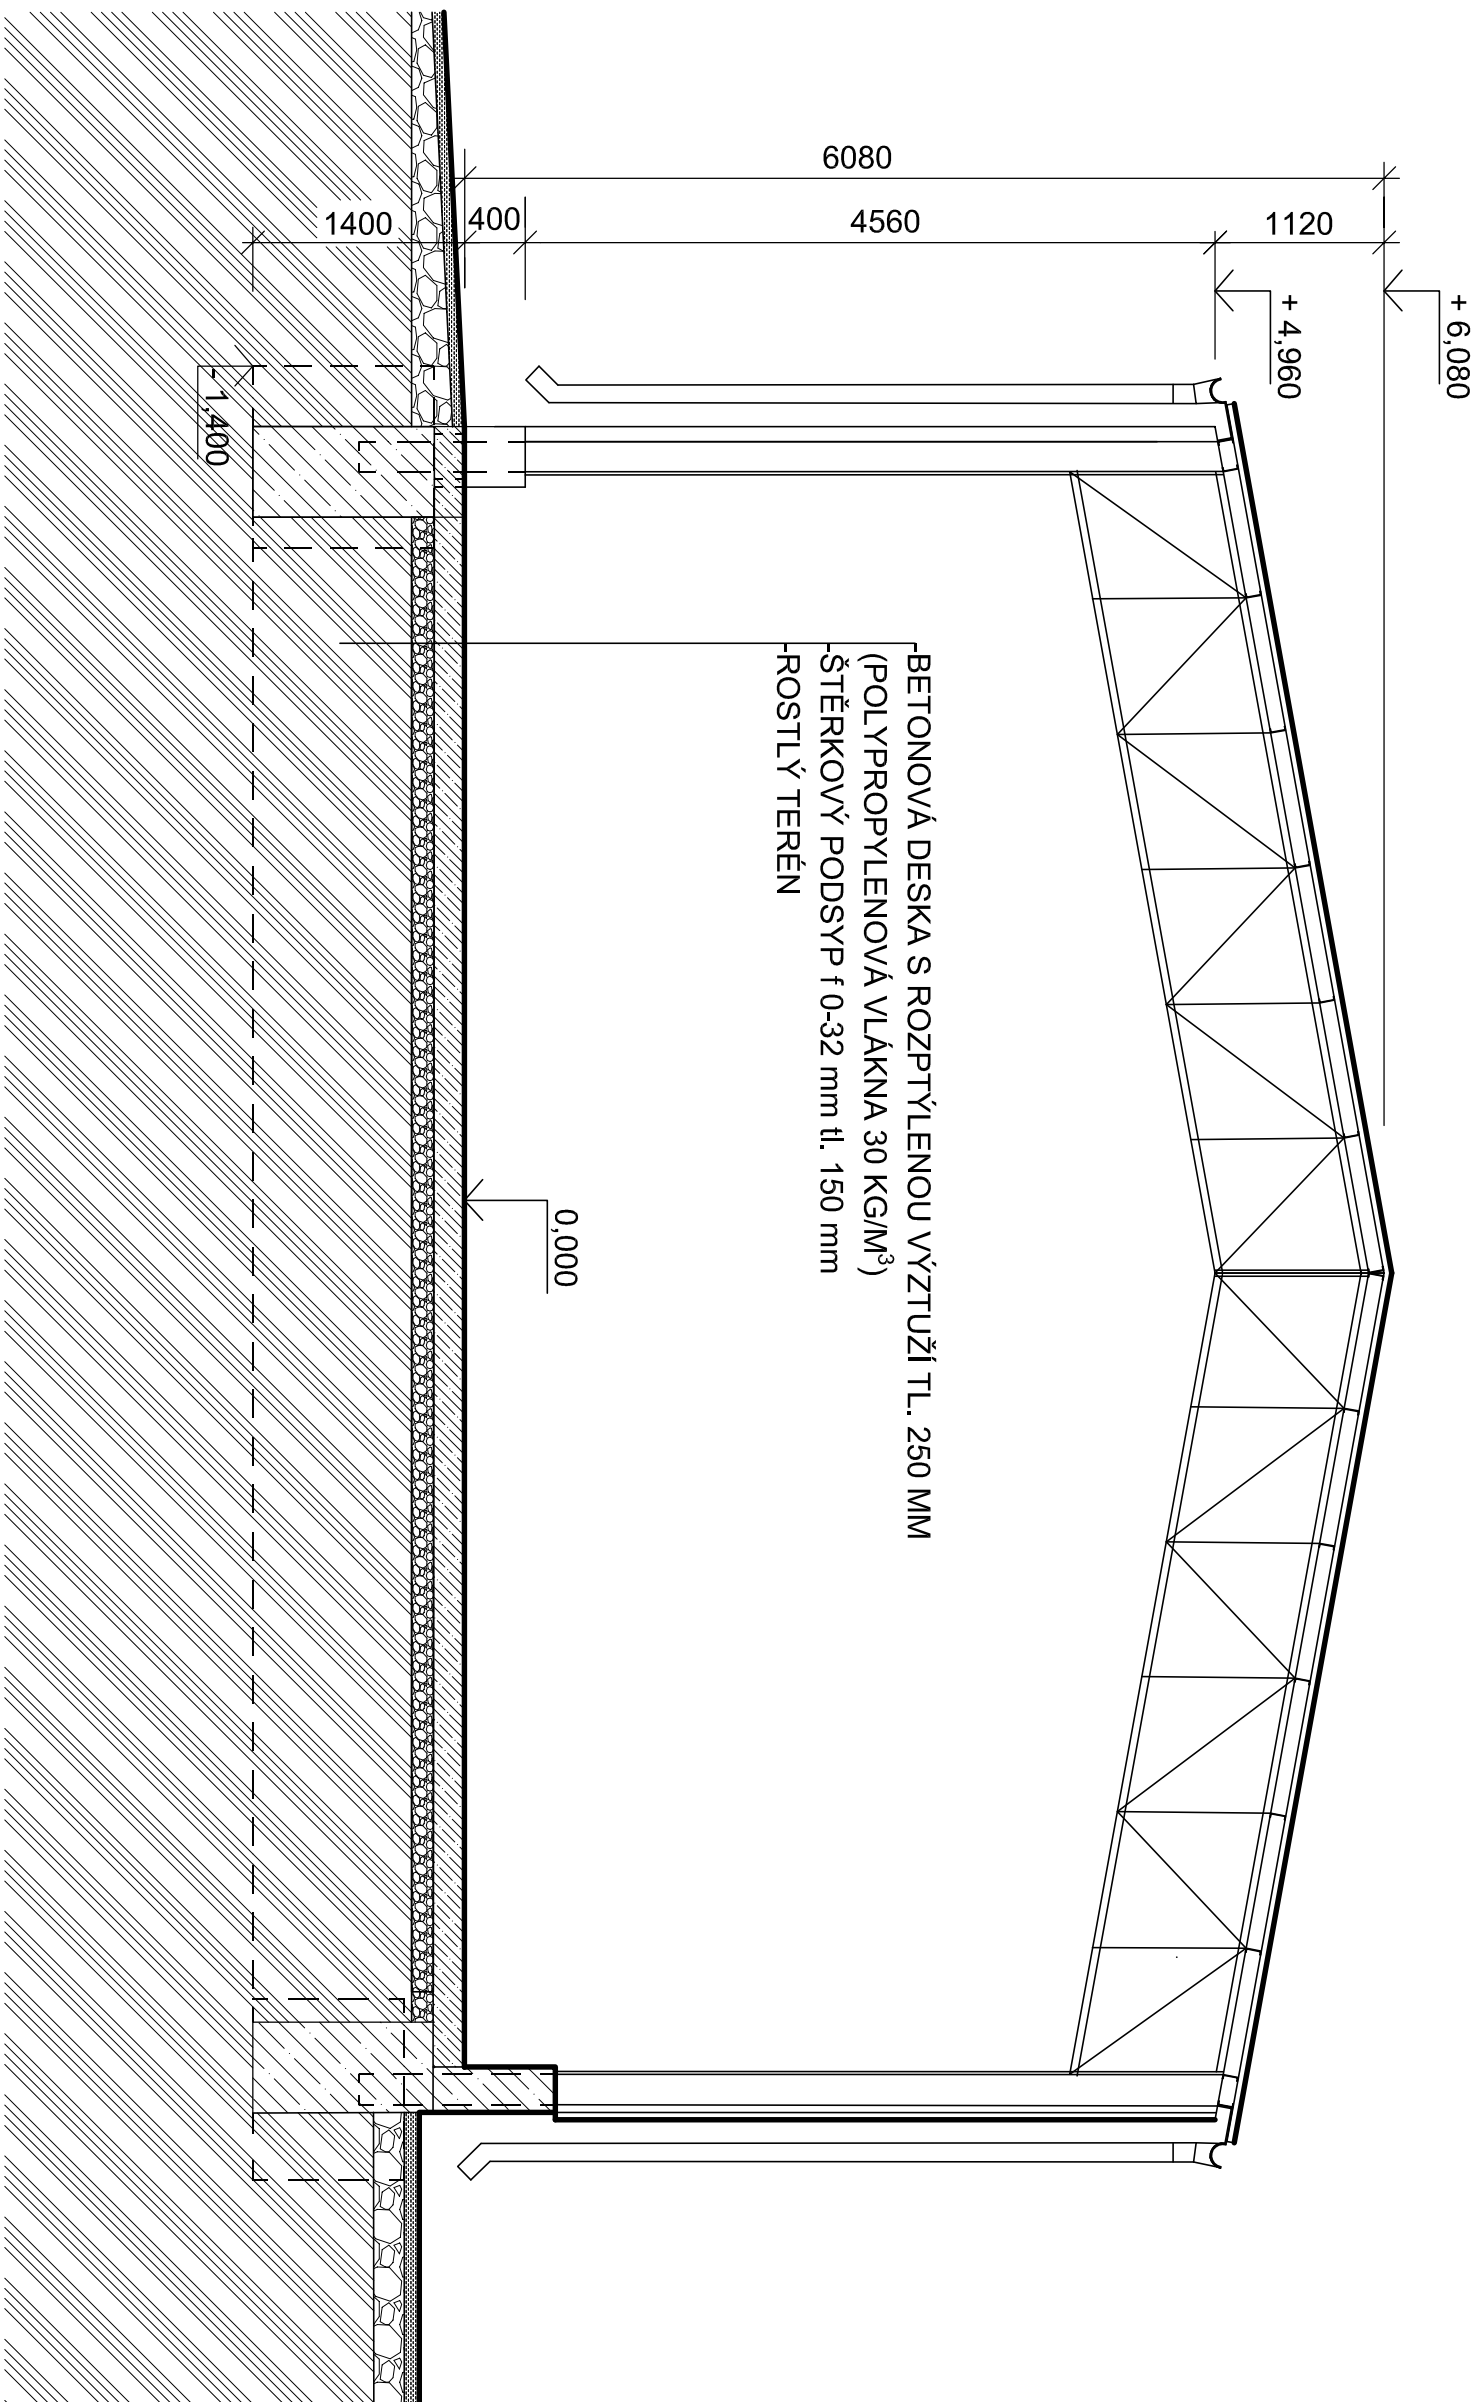 + 6,080
+ 4,960
6080
1120
4560
400
1400
-BETONOVÁ DESKA S ROZPTÝLENOU VÝZTUŽÍ TL. 250 MM
(POLYPROPYLENOVÁ VLÁKNA 30 KG/M³)
-ŠTĚRKOVÝ PODSYP f 0-32 mm tl. 150 mm
-ROSTLÝ TERÉN
0,000
- 1,400